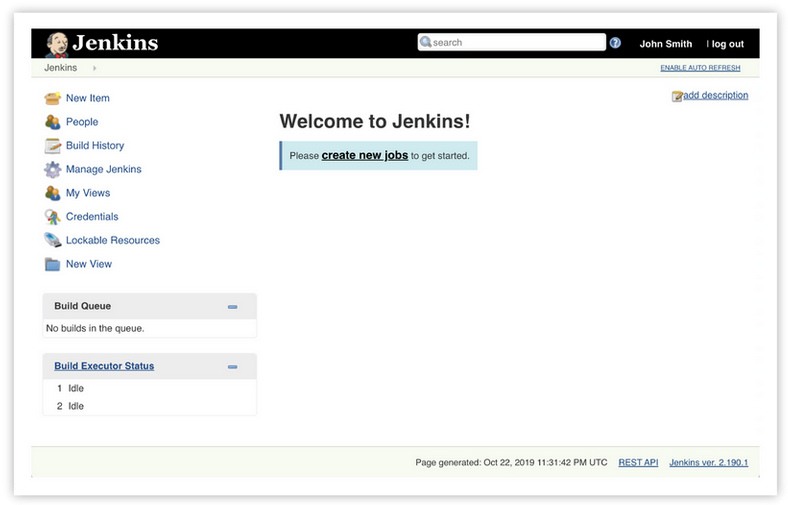 Jenkins
search
John Smith | log out
Jenkins
ENABLE AUTO REFRESH
New Item
People
Build History
Manage Jenkins
My Views
Credentials
Lockable Resources
New View
add description
Welcome to Jenkins!
Please create new jobs to get started.
Build Queue
No builds in the queue.
Build Executor Status
1 Idle
2 Idle
Page generated: Oct 22, 2019 11:31:42 PM UTC REST API Jenkins ver. 2.190.1